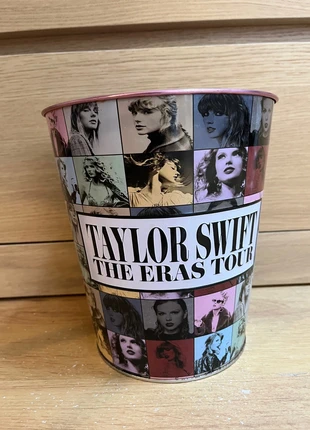 TAYLOR SWIFT
THE ERAS TOUR